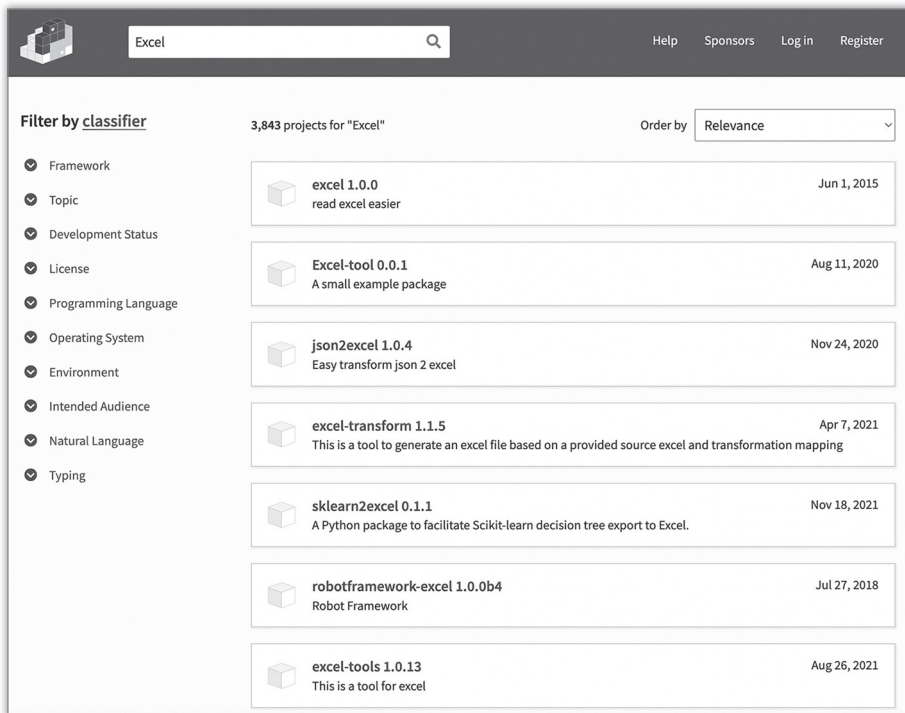 Excel
Help Sponsors Log in Register
Filter by classifier
Framework
Topic
Development Status
License
Programming Language
Operating System
Environment
Intended Audience
Natural Language
Typing
3,843 projects for "Excel"
Order by Relevance
excel 1.0.0
Jun 1, 2015
read excel easier
Excel-tool 0.0.1
Aug 11, 2020
A small example package
json2excel 1.0.4
Nov 24, 2020
Easy transform json 2 excel
excel-transform 1.1.5
Apr 7, 2021
This is a tool to generate an excel file based on a provided source excel and transformation mapping
sklearn2excel 0.1.1
Nov 18, 2021
A Python package to facilitate Scikit-learn decision tree export to Excel.
robotframework-excel 1.0.0b4
Jul 27, 2018
Robot Framework
excel-tools 1.0.13
Aug 26, 2021
This is a tool for excel